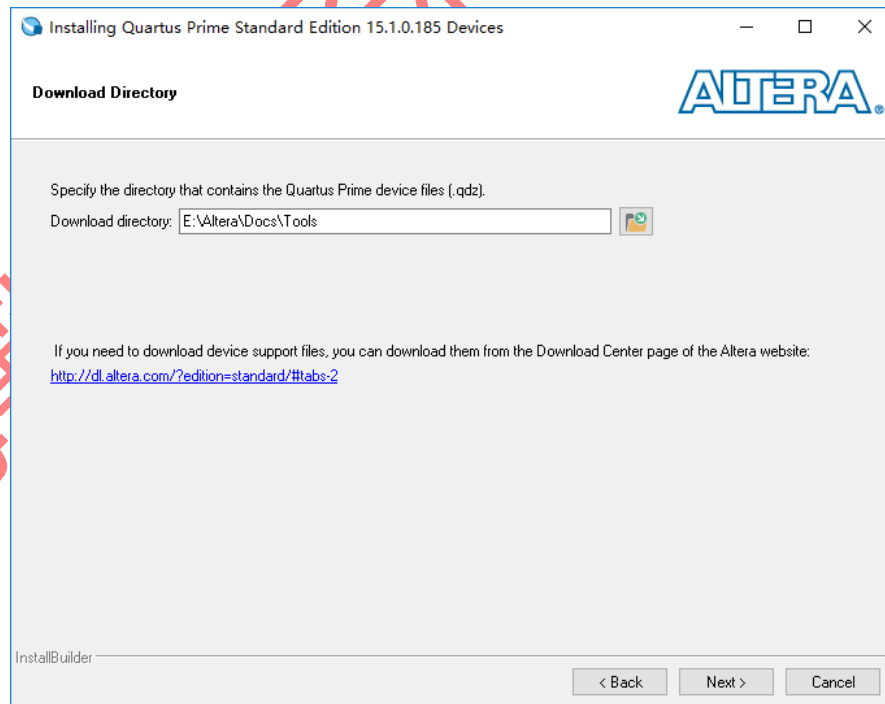 Installing Quartus Prime Standard Edition 15.1.0.185 Devices
Download Directory
ALTERA®
Specify the directory that contains the Quartus Prime device files (.qdz).
Download directory: E:\Altera\Docs\Tools
If you need to download device support files, you can download them from the Download Center page of the Altera website:
http://dl.altera.com/?edition=standard/#tabs-2
InstallBuilder
< Back Next > Cancel